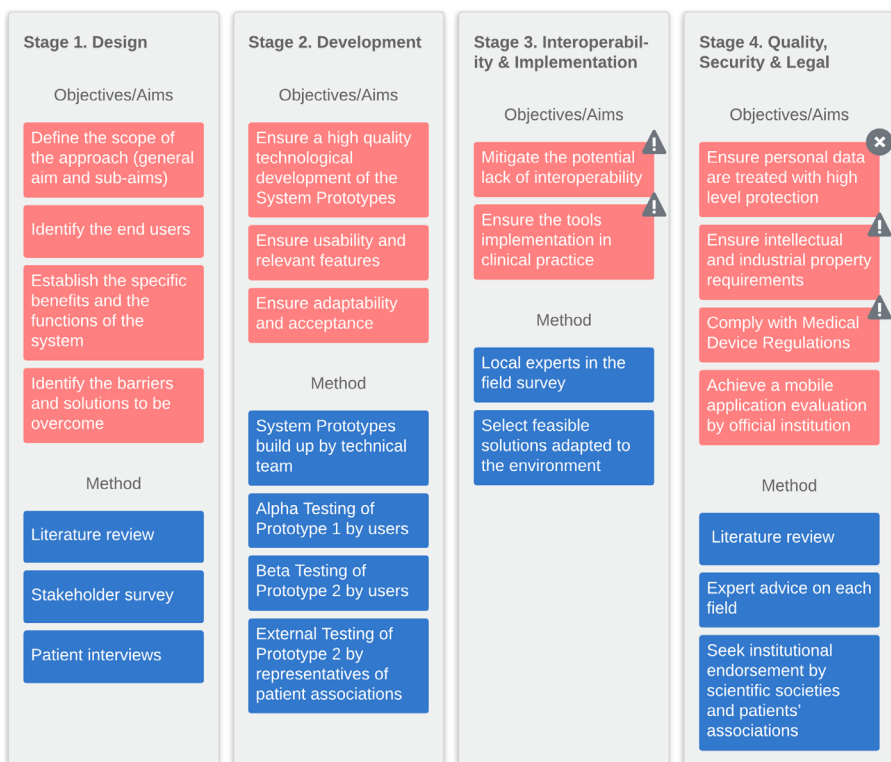 Stage 1. Design
Objectives/Aims
Define the scope of
the approach (general
aim and sub-aims)
Identify the end users
Establish the specific
benefits and the
functions of the
system
Identify the barriers
and solutions to be
overcome
Method
Literature review
Stakeholder survey
Patient interviews
Stage 2. Development
Objectives/Aims
Ensure a high quality
technological
development of the
System Prototypes
Ensure usability and
relevant features
Ensure adaptability
and acceptance
Method
System Prototypes
build up by technical
team
Alpha Testing of
Prototype 1 by users
Beta Testing of
Prototype 2 by users
External Testing of
Prototype 2 by
representatives of
patient associations
Stage 3. Interoperabil-
ity & Implementation
Objectives/Aims
Mitigate the potential
lack of interoperability
Ensure the tools
implementation in
clinical practice
Method
Local experts in the
field survey
Select feasible
solutions adapted to
the environment
Stage 4. Quality,
Security & Legal
Objectives/Aims
Ensure personal data
are treated with high
level protection
Ensure intellectual
and industrial property
requirements
Comply with Medical
Device Regulations
Achieve a mobile
application evaluation
by official institution
Method
Literature review
Expert advice on each
field
Seek institutional
endorsement by
scientific societies
and patients’
associations